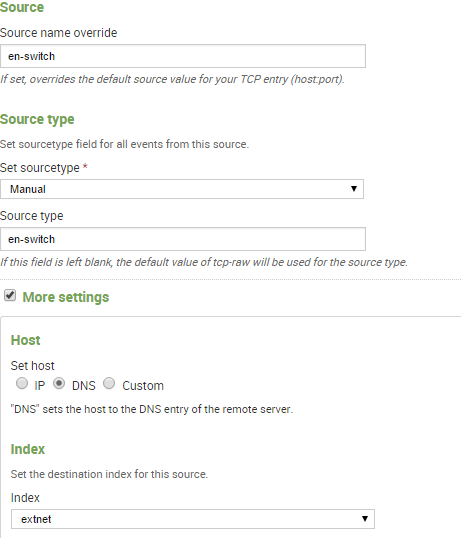 Source
Source name override
en-switch
If set, overrides the default source value for your TCP entry (host:port).
Source type
Set sourcetype field for all events from this source.
Set sourcetype *
Manual
Source type
en-switch
If this field is left blank, the default value of tcp-raw will be used for the source type.
More settings
Host
Set host
IP DNS Custom
"DNS" sets the host to the DNS entry of the remote server.
Index
Set the destination index for this source.
Index
extnet